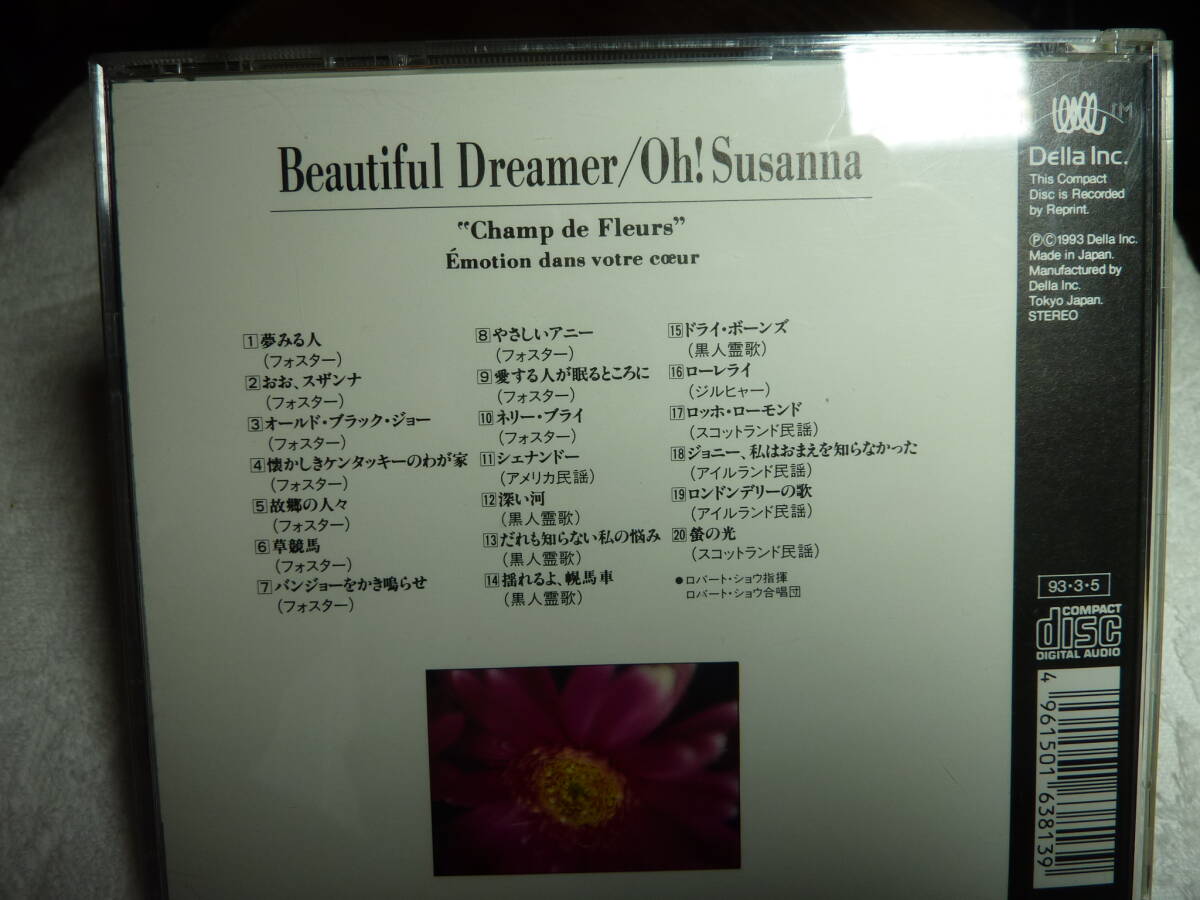 Beautiful Dreamer/Oh! Susanna
“Champ de Fleurs”
Émotion dans votre cœur
1 夢みる人
(フォスター)
2 おお、スザンナ
(フォスター)
3 オールド・ブラック・ジョー
(フォスター)
4 懐かしきケンタッキーのわが家
(フォスター)
5 故郷の人々
(フォスター)
6 草競馬
(フォスター)
7 バンジョーをかき鳴らせ
(フォスター)
8 やさしいアニー
(フォスター)
9 愛する人が眠るところに
(フォスター)
10 ネリー・ブライ
(フォスター)
11 シェナンドー
(アメリカ民謡)
12 深い河
(黒人霊歌)
13 だれも知らない私の悩み
(黒人霊歌)
14 揺れるよ、幌馬車
(黒人霊歌)
15 ドライ・ボーンズ
(黒人霊歌)
16 ローレライ
(ジルヒャー)
17 ロッホ・ローモンド
(スコットランド民謡)
18 ジョニー、私はおまえを知らなかった
(アイルランド民謡)
19 ロンドンデリーの歌
(アイルランド民謡)
20 螢の光
(スコットランド民謡)
●ロバート・ショウ指揮
ロバート・ショウ合唱団
TM
Della Inc.
This Compact
Disc is Recorded
by Reprint.
ⓅⒸ1993 Della Inc.
Made in Japan.
Manufactured by
Della Inc.
Tokyo Japan.
STEREO
93・3・5
COMPACT
disc
DIGITAL AUDIO
4 961501 638139